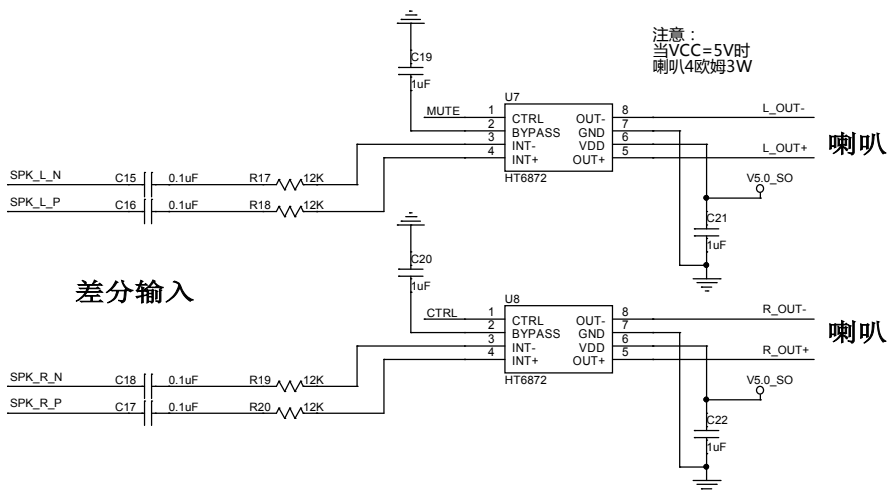 注意：
当VCC=5V时
喇叭4欧姆3W
C19
1uF
U7
MUTE
1
2
3
4
CTRL
BYPASS
INT-
INT+
OUT-
GND
VDD
OUT+
8
7
6
5
HT6872
L_OUT-
L_OUT+
喇叭
SPK_L_N
C15
0.1uF
R17
12K
SPK_L_P
C16
0.1uF
R18
12K
V5.0_SO
C21
1uF
差分输入
C20
1uF
U8
CTRL
1
2
3
4
CTRL
BYPASS
INT-
INT+
OUT-
GND
VDD
OUT+
8
7
6
5
HT6872
R_OUT-
R_OUT+
喇叭
SPK_R_N
C18
0.1uF
R19
12K
SPK_R_P
C17
0.1uF
R20
12K
V5.0_SO
C22
1uF